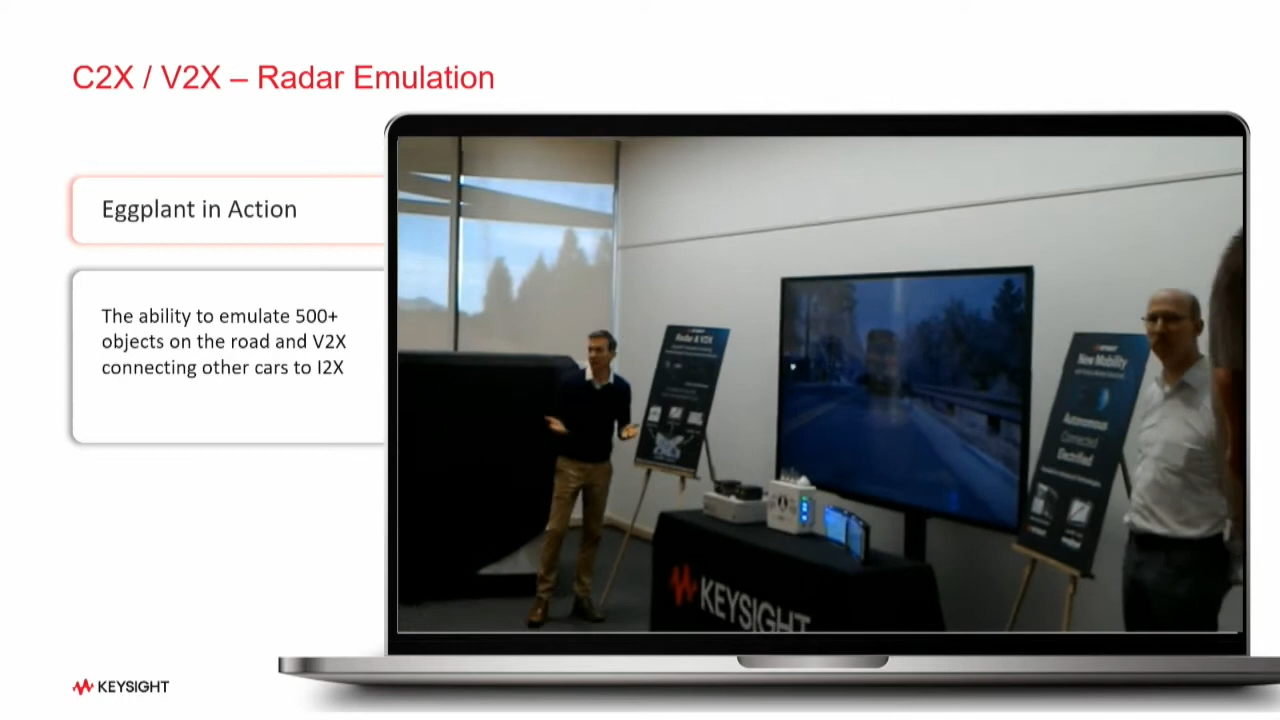 C2X / V2X – Radar Emulation
Eggplant in Action
The ability to emulate 500+
objects on the road and V2X
connecting other cars to I2X
Radar & V2X
New Mobility
Autonomous
Connected
Electrified
KEYSIGHT
KEYSIGHT